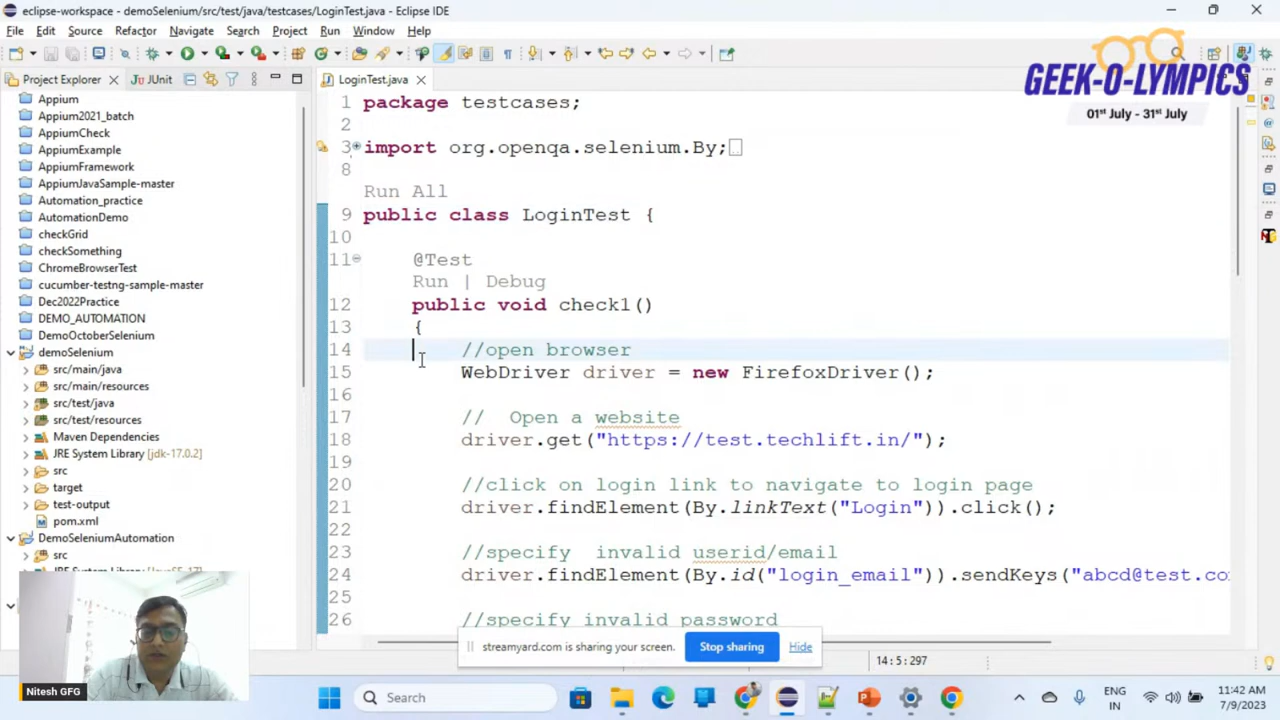 eclipse-workspace - demoSelenium/src/test/java/testcases/LoginTest.java - Eclipse IDE
File Edit Source Refactor Navigate Search Project Run Window Help
GEEK-O-LYMPICS
01st July - 31st July
Project Explorer
JUnit
Appium
Appium2021_batch
AppiumCheck
AppiumExample
AppiumFramework
AppiumJavaSample-master
Automation_practice
AutomationDemo
checkGrid
checkSomething
ChromeBrowserTest
cucumber-testng-sample-master
Dec2022Practice
DEMO_AUTOMATION
DemoOctoberSelenium
demoSelenium
src/main/java
src/main/resources
src/test/java
src/test/resources
Maven Dependencies
JRE System Library [jdk-17.0.2]
src
target
test-output
pom.xml
DemoSeleniumAutomation
src
LoginTest.java
1 package testcases;
2
3 import org.openqa.selenium.By;
8
Run All
9 public class LoginTest {
10
11 @Test
Run | Debug
12 public void check1()
13 {
14 //open browser
15 WebDriver driver = new FirefoxDriver();
16
17 // Open a website
18 driver.get("https://test.techlift.in/");
19
20 //click on login link to navigate to login page
21 driver.findElement(By.linkText("Login")).click();
22
23 //specify invalid userid/email
24 driver.findElement(By.id("login_email")).sendKeys("abcd@test.co
25
26 //specify invalid password
streamyard.com is sharing your screen.
Stop sharing
Hide
14 : 5 : 297
Nitesh GFG
Search
ENG
IN
11:42 AM
7/9/2023